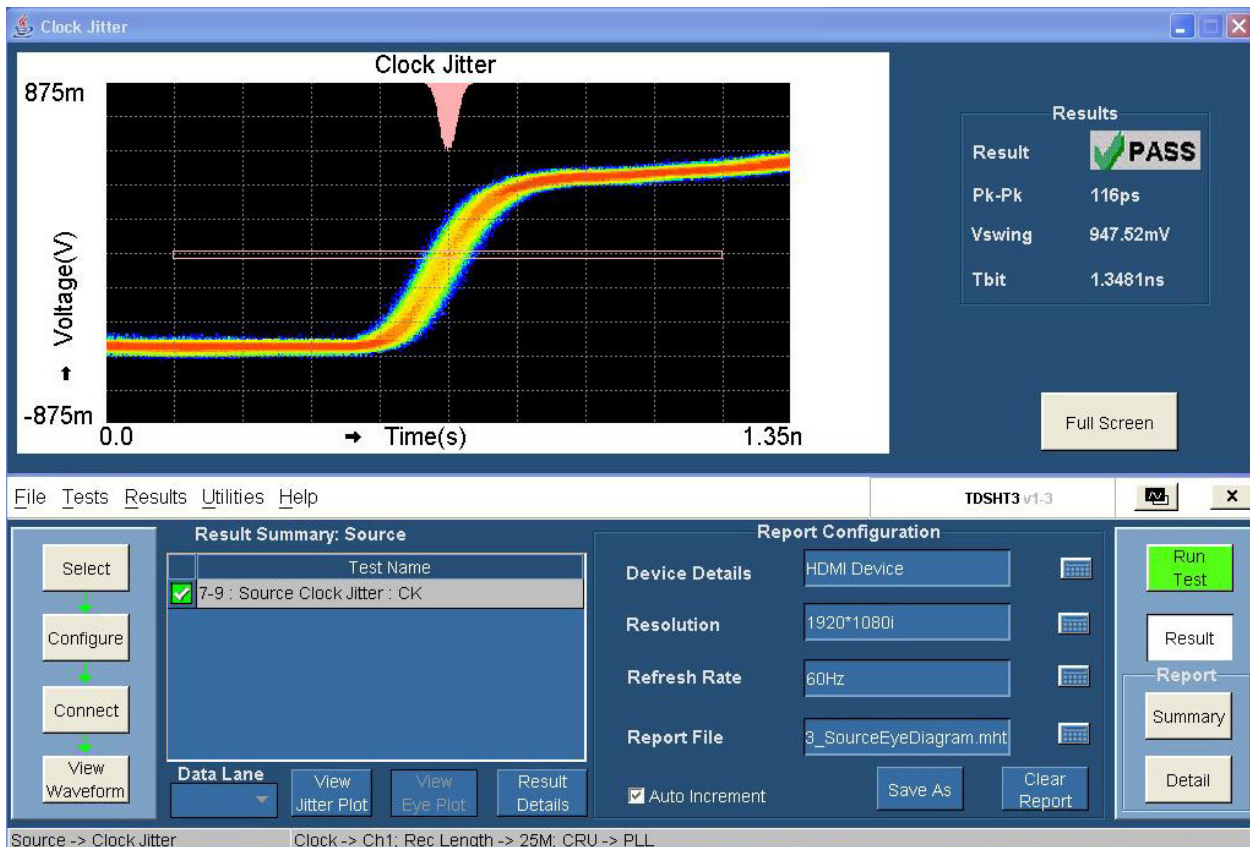 Clock Jitter
Clock Jitter
875m
Voltage(V)
-875m
0.0
Time(s)
1.35n
Results
Result PASS
Pk-Pk 116ps
Vswing 947.52mV
Tbit 1.3481ns
Full Screen
File Tests Results Utilities Help
TDSHT3 v1-3
Select
Configure
Connect
View
Waveform
Result Summary: Source
Test Name
7-9 : Source Clock Jitter : CK
Data Lane
View
Jitter Plot
View
Eye Plot
Result
Details
Report Configuration
Device Details HDMI Device
Resolution 1920*1080i
Refresh Rate 60Hz
Report File 3_SourceEyeDiagram.mht
Auto Increment
Save As
Clear
Report
Run
Test
Result
Report
Summary
Detail
Source -> Clock Jitter
Clock -> Ch1; Rec Length -> 25M; CRU -> PLL